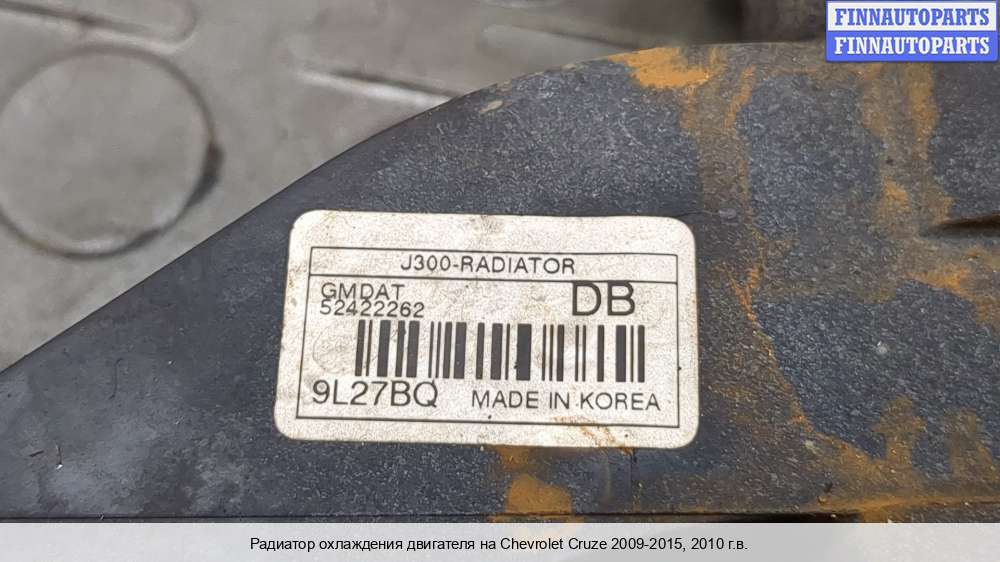 FINNAUTOPARTS
FINNAUTOPARTS
J300-RADIATOR
GMDAT DB
52422262
9L27BQ MADE IN KOREA
Радиатор охлаждения двигателя на Chevrolet Cruze 2009-2015, 2010 г.в.